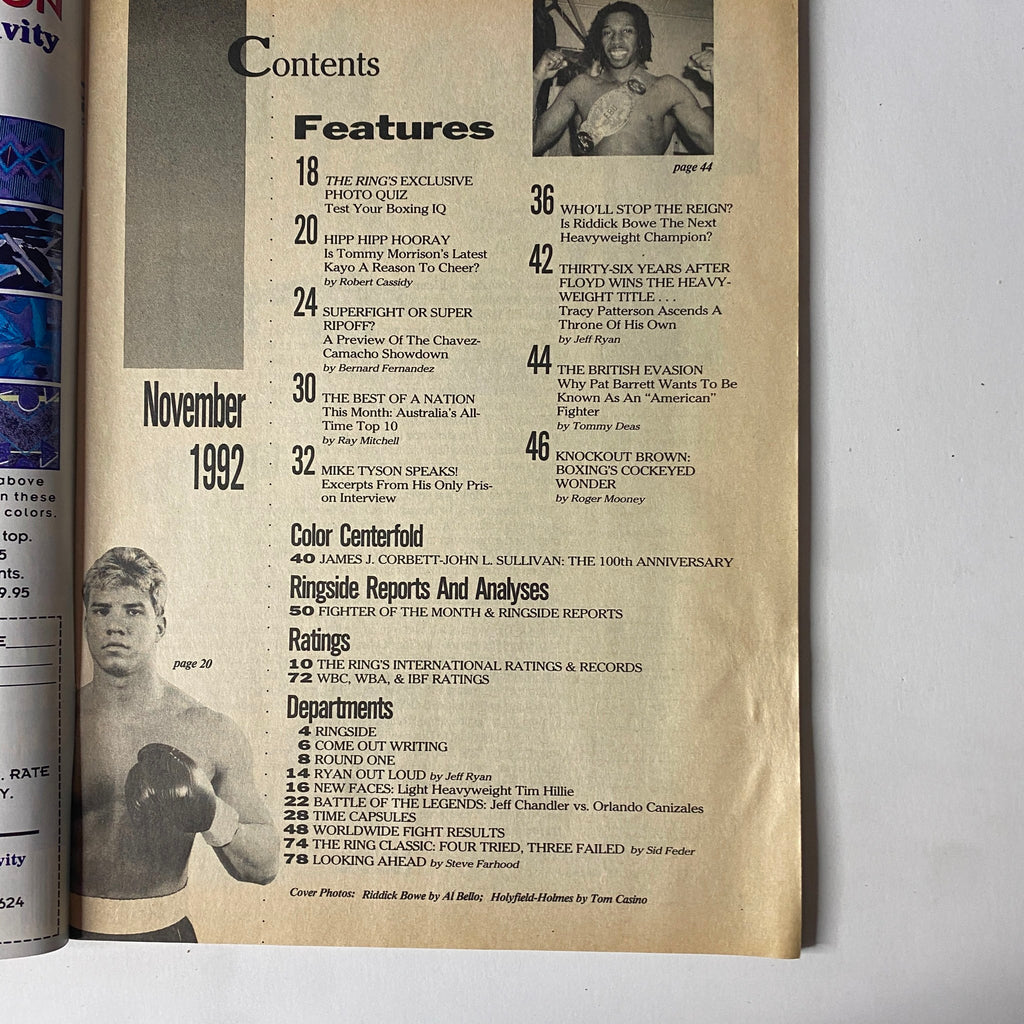 ON
vity
above
n these
colors.
top.
5
nts.
9.95
E
. RATE
Y.
vity
624
Contents
Features
18 THE RING'S EXCLUSIVE
PHOTO QUIZ
Test Your Boxing IQ
20 HIPP HIPP HOORAY
Is Tommy Morrison's Latest
Kayo A Reason To Cheer?
by Robert Cassidy
24 SUPERFIGHT OR SUPER
RIPOFF?
A Preview Of The Chavez-
Camacho Showdown
by Bernard Fernandez
30 THE BEST OF A NATION
This Month: Australia's All-
Time Top 10
by Ray Mitchell
32 MIKE TYSON SPEAKS!
Excerpts From His Only Pris-
on Interview
page 44
36 WHO'LL STOP THE REIGN?
Is Riddick Bowe The Next
Heavyweight Champion?
42 THIRTY-SIX YEARS AFTER
FLOYD WINS THE HEAVY-
WEIGHT TITLE . . .
Tracy Patterson Ascends A
Throne Of His Own
by Jeff Ryan
44 THE BRITISH EVASION
Why Pat Barrett Wants To Be
Known As An “American”
Fighter
by Tommy Deas
46 KNOCKOUT BROWN:
BOXING'S COCKEYED
WONDER
by Roger Mooney
November
1992
page 20
Color Centerfold
40 JAMES J. CORBETT-JOHN L. SULLIVAN: THE 100th ANNIVERSARY
Ringside Reports And Analyses
50 FIGHTER OF THE MONTH & RINGSIDE REPORTS
Ratings
10 THE RING'S INTERNATIONAL RATINGS & RECORDS
72 WBC, WBA, & IBF RATINGS
Departments
4 RINGSIDE
6 COME OUT WRITING
8 ROUND ONE
14 RYAN OUT LOUD by Jeff Ryan
16 NEW FACES: Light Heavyweight Tim Hillie
22 BATTLE OF THE LEGENDS: Jeff Chandler vs. Orlando Canizales
28 TIME CAPSULES
48 WORLDWIDE FIGHT RESULTS
74 THE RING CLASSIC: FOUR TRIED, THREE FAILED by Sid Feder
78 LOOKING AHEAD by Steve Farhood
Cover Photos: Riddick Bowe by Al Bello; Holyfield-Holmes by Tom Casino